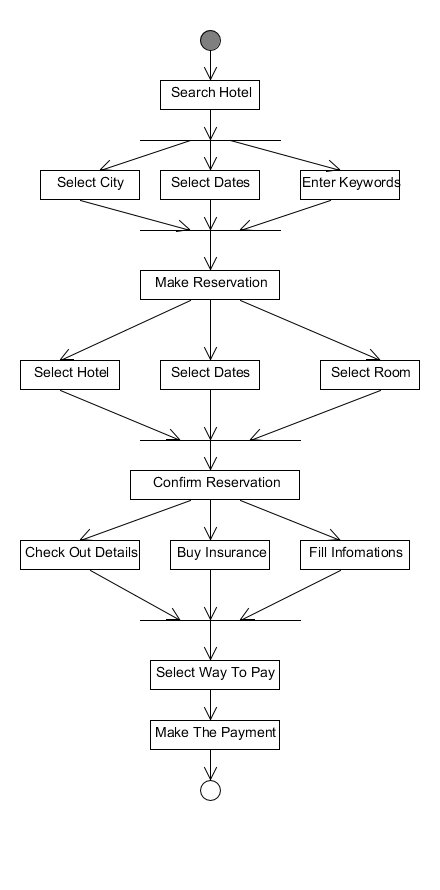 Search Hotel
Select City
Select Dates
Enter Keywords
Make Reservation
Select Hotel
Select Dates
Select Room
Confirm Reservation
Check Out Details
Buy Insurance
Fill Infomations
Select Way To Pay
Make The Payment